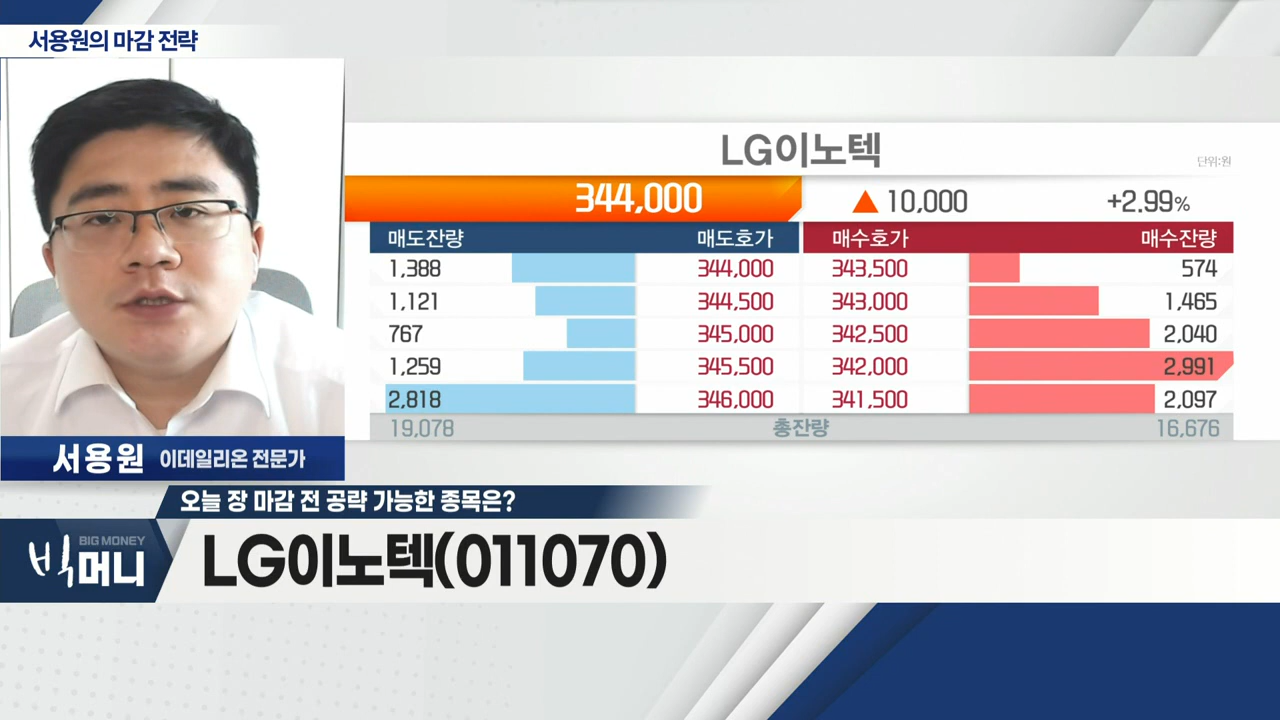 서용원의 마감 전략
LG이노텍
단위:원
344,000 ▲ 10,000 +2.99%
매도잔량 매도호가 매수호가 매수잔량
1,388 344,000 343,500 574
1,121 344,500 343,000 1,465
767 345,000 342,500 2,040
1,259 345,500 342,000 2,991
2,818 346,000 341,500 2,097
19,078 총잔량 16,676
서용원 이데일리온 전문가
오늘 장 마감 전 공략 가능한 종목은?
BIG MONEY
빅머니
LG이노텍(011070)